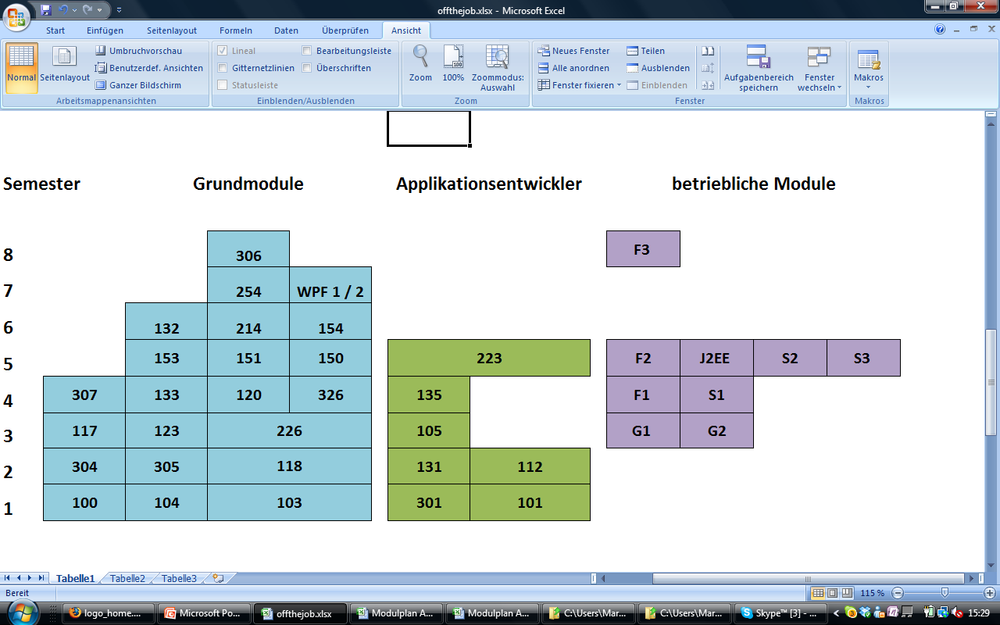 offthejob.xlsx - Microsoft Excel
Start Einfügen Seitenlayout Formeln Daten Überprüfen Ansicht
Normal Seitenlayout Umbruchvorschau
Benutzerdef. Ansichten
Ganzer Bildschirm
Arbeitsmappenansichten
Lineal Bearbeitungsleiste
Gitternetzlinien Überschriften
Statusleiste
Einblenden/Ausblenden
Zoom 100% Zoommodus:
Auswahl
Zoom
Neues Fenster Teilen
Alle anordnen Ausblenden
Fenster fixieren Einblenden
Aufgabenbereich
speichern
Fenster
wechseln
Fenster
Makros
Makros
Semester Grundmodule Applikationsentwickler betriebliche Module
8 306 F3
7 254 WPF 1 / 2
6 132 214 154
5 153 151 150 223 F2 J2EE S2 S3
4 307 133 120 326 135 F1 S1
3 117 123 226 105 G1 G2
2 304 305 118 131 112
1 100 104 103 301 101
Tabelle1 Tabelle2 Tabelle3
Bereit 115 %
logo_home.... Microsoft Po... offthejob.xlsx Modulplan A... Modulplan A... C:\Users\Mar... C:\Users\Mar... Skype™ [3] - ... 15:29